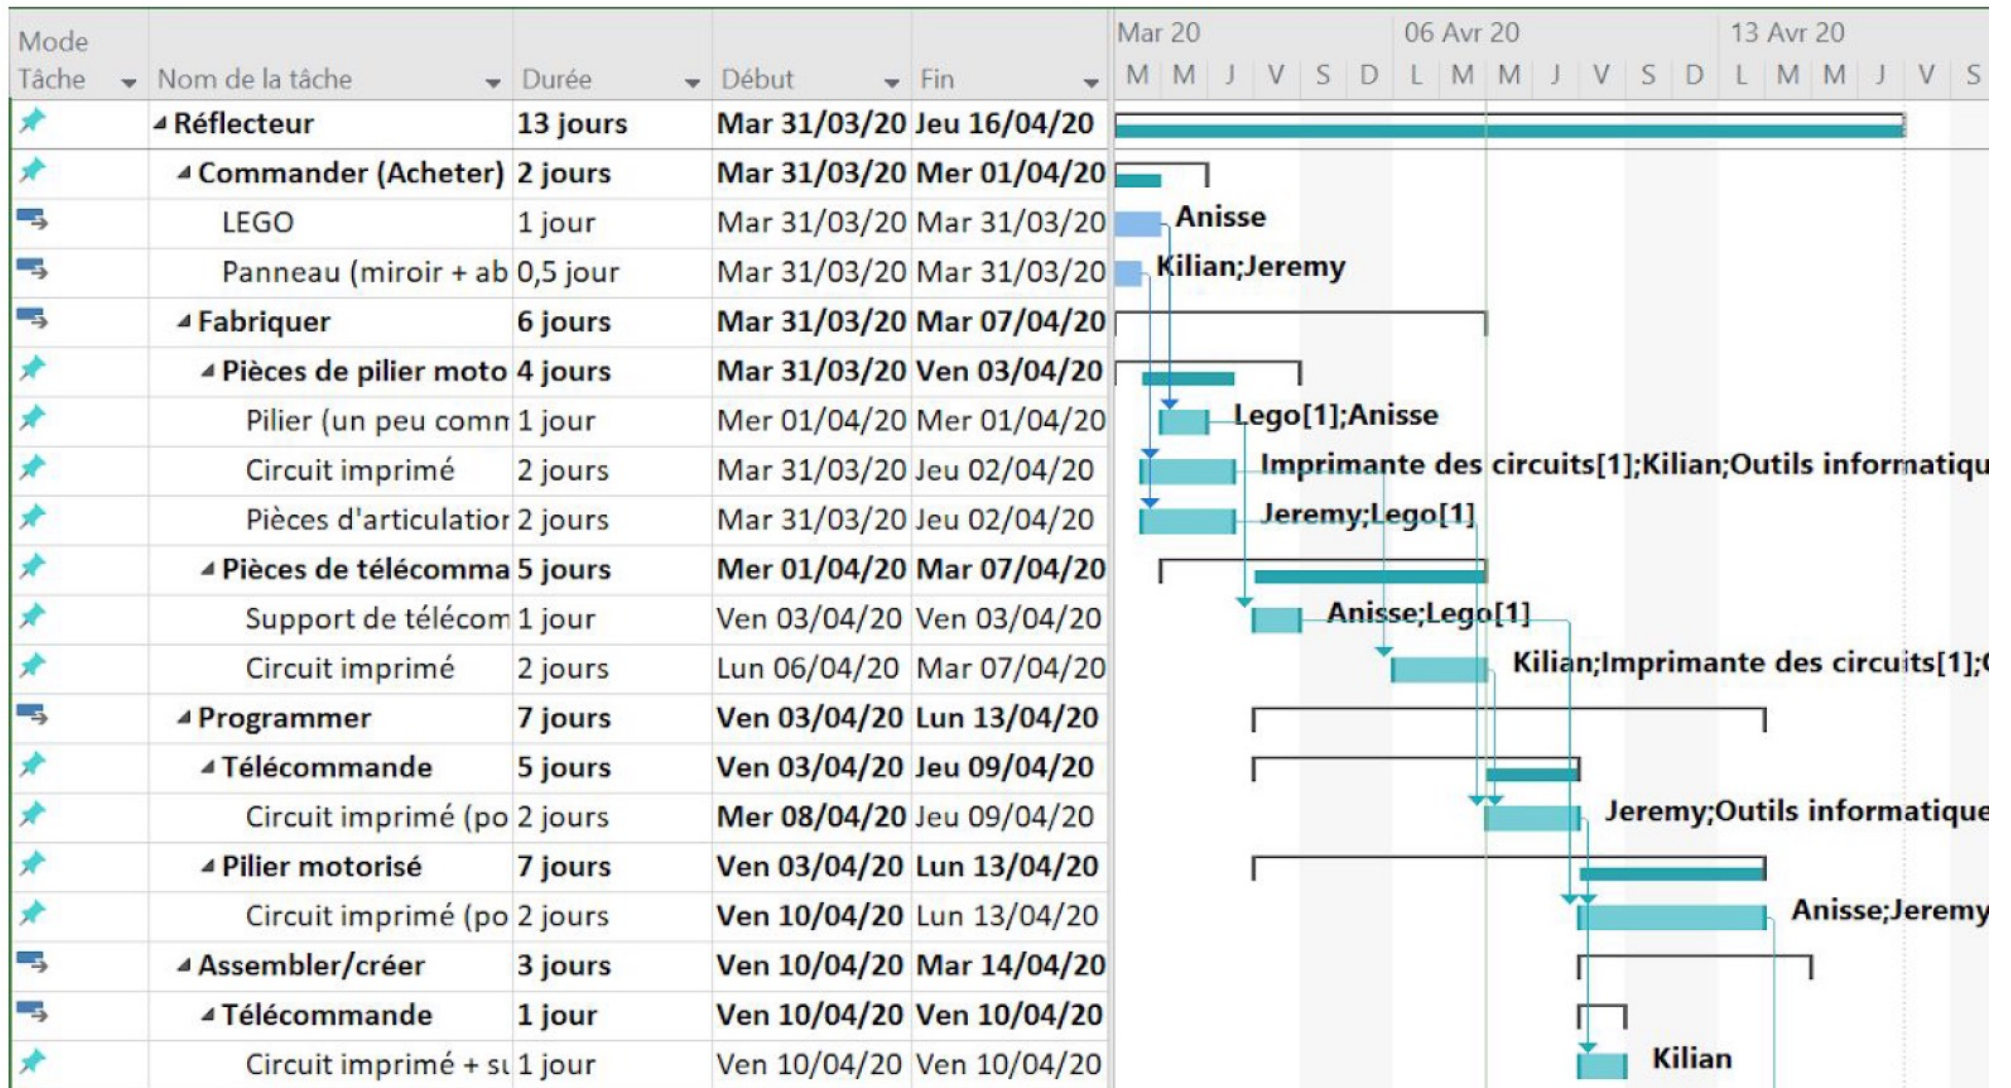 Mode Tâche Nom de la tâche Durée Début Fin
Mar 20 06 Avr 20 13 Avr 20
M M J V S D L M M J V S D L M M J V S
Réflecteur 13 jours Mar 31/03/20 Jeu 16/04/20
Commander (Acheter) 2 jours Mar 31/03/20 Mer 01/04/20
LEGO 1 jour Mar 31/03/20 Mar 31/03/20 Anisse
Panneau (miroir + ab 0,5 jour Mar 31/03/20 Mar 31/03/20 Kilian;Jeremy
Fabriquer 6 jours Mar 31/03/20 Mar 07/04/20
Pièces de pilier moto 4 jours Mar 31/03/20 Ven 03/04/20
Pilier (un peu comm 1 jour Mer 01/04/20 Mer 01/04/20 Lego[1];Anisse
Circuit imprimé 2 jours Mar 31/03/20 Jeu 02/04/20 Imprimante des circuits[1];Kilian;Outils informatiqu
Pièces d'articulation 2 jours Mar 31/03/20 Jeu 02/04/20 Jeremy;Lego[1]
Pièces de télécomma 5 jours Mer 01/04/20 Mar 07/04/20
Support de télécom 1 jour Ven 03/04/20 Ven 03/04/20 Anisse;Lego[1]
Circuit imprimé 2 jours Lun 06/04/20 Mar 07/04/20 Kilian;Imprimante des circuits[1];
Programmer 7 jours Ven 03/04/20 Lun 13/04/20
Télécommande 5 jours Ven 03/04/20 Jeu 09/04/20
Circuit imprimé (po 2 jours Mer 08/04/20 Jeu 09/04/20 Jeremy;Outils informatique
Pilier motorisé 7 jours Ven 03/04/20 Lun 13/04/20
Circuit imprimé (po 2 jours Ven 10/04/20 Lun 13/04/20 Anisse;Jeremy
Assembler/créer 3 jours Ven 10/04/20 Mar 14/04/20
Télécommande 1 jour Ven 10/04/20 Ven 10/04/20
Circuit imprimé + su 1 jour Ven 10/04/20 Ven 10/04/20 Kilian